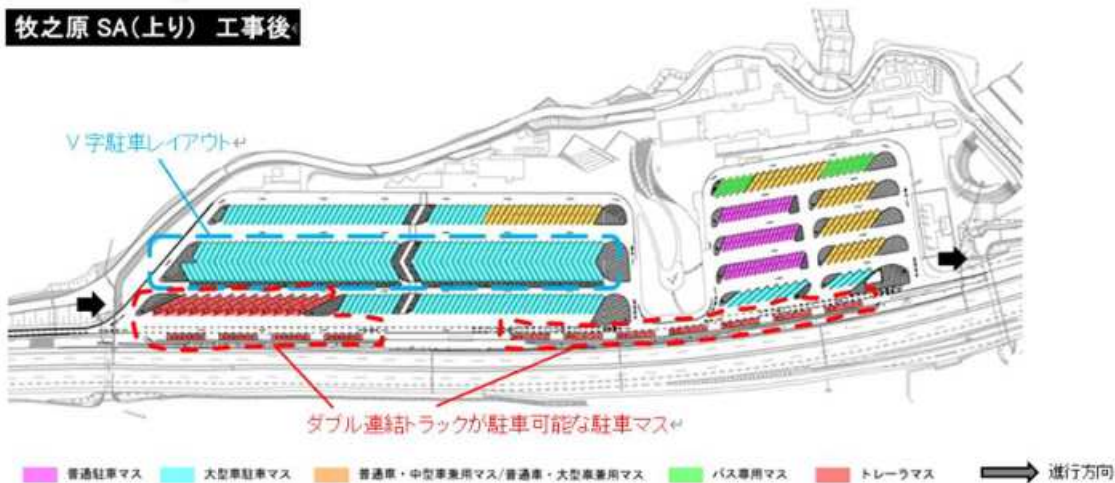 牧之原 SA(上り) 工事後
V字駐車レイアウト
ダブル連結トラックが駐車可能な駐車マス
普通駐車マス
大型車駐車マス
普通車・中型車兼用マス/普通車・大型車兼用マス
バス専用マス
トレーラマス
進行方向